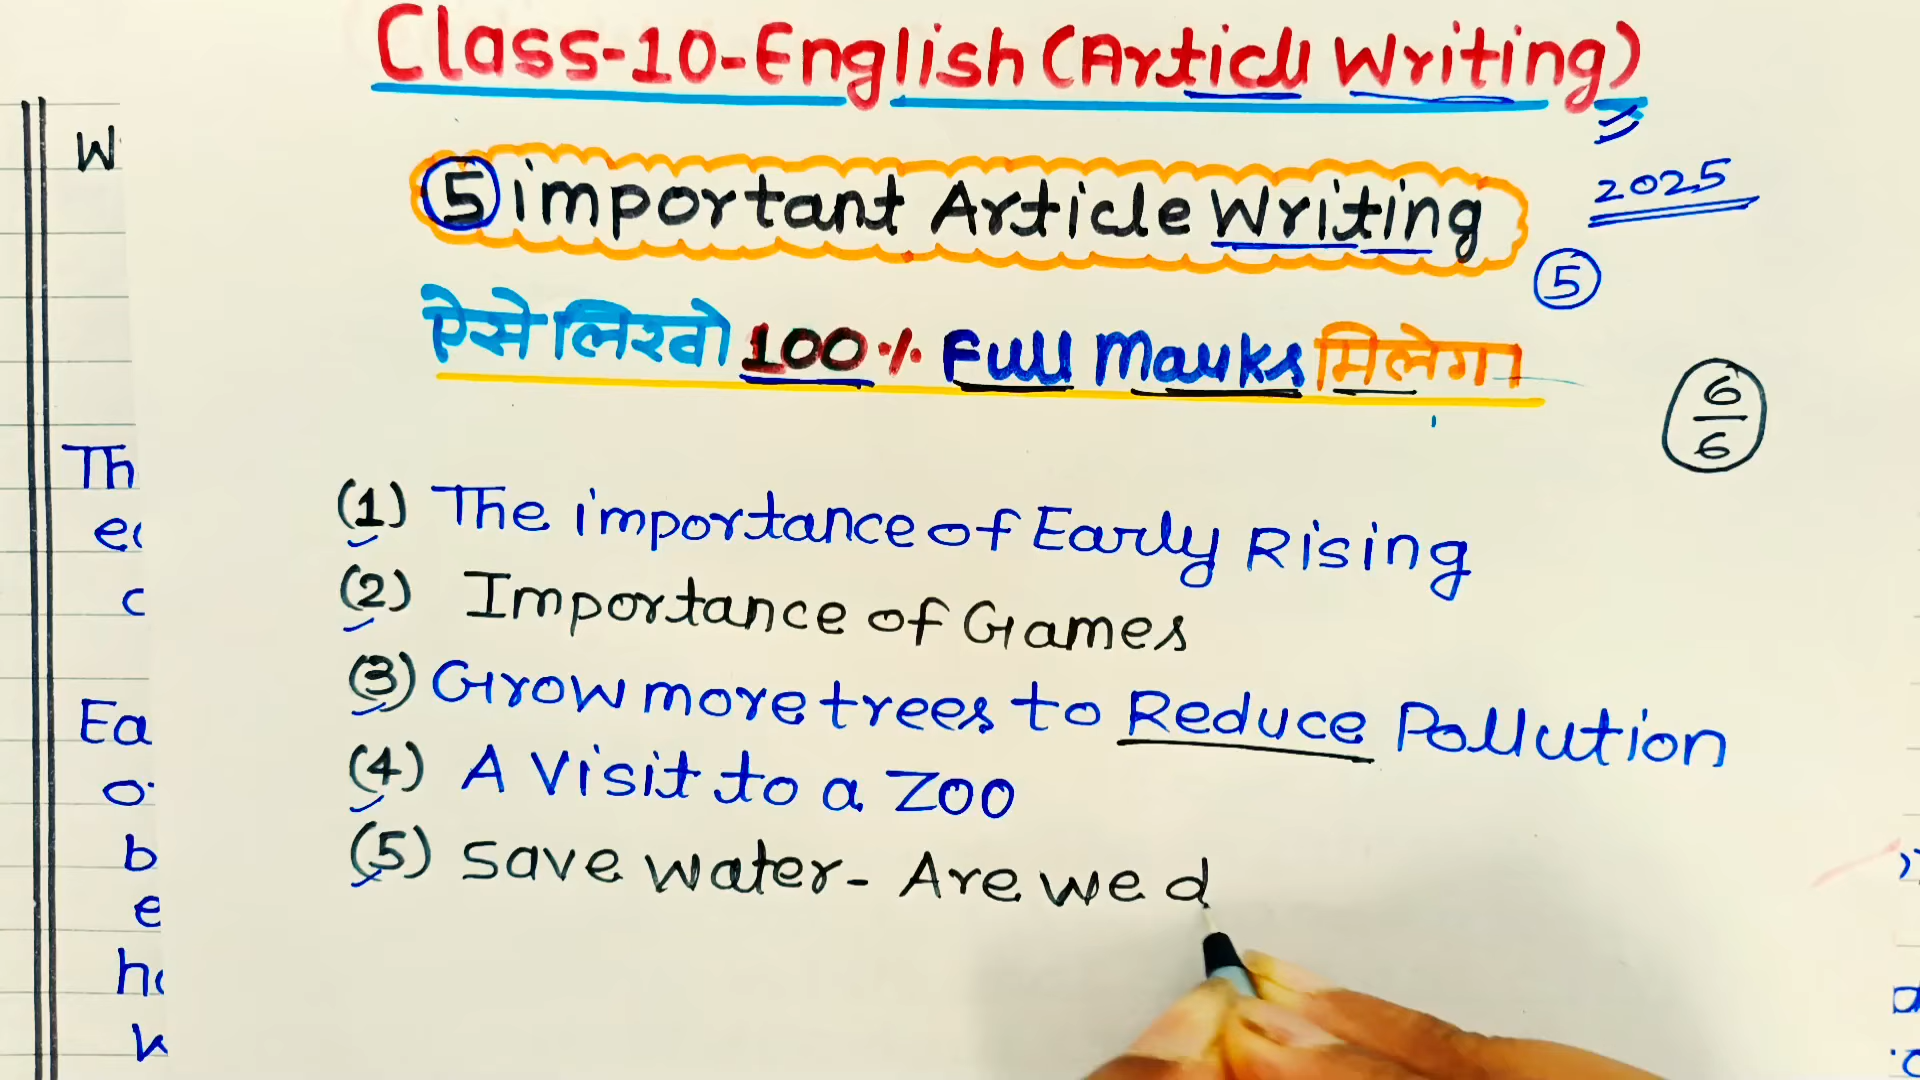 Class-10-English (Article Writing)
2025
5 important Article Writing
5
ऐसे लिखो 100% Full Marks मिलेगा
6/6
(1) The importance of Early Rising
(2) Importance of Games
(3) Grow more trees to Reduce Pollution
(4) A Visit to a Zoo
(5) Save water - Are we d
W
Th
c
Ea
b
e